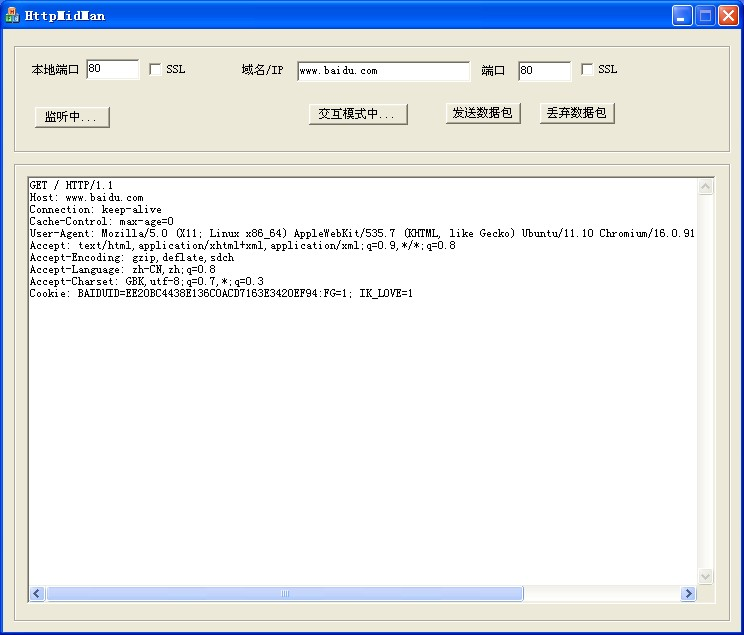 HttpMidMan
本地端口 80 SSL 域名/IP www.baidu.com 端口 80 SSL
监听中... 交互模式中... 发送数据包 丢弃数据包
GET / HTTP/1.1
Host: www.baidu.com
Connection: keep-alive
Cache-Control: max-age=0
User-Agent: Mozilla/5.0 (X11; Linux x86_64) AppleWebKit/535.7 (KHTML, like Gecko) Ubuntu/11.10 Chromium/16.0.91
Accept: text/html,application/xhtml+xml,application/xml;q=0.9,*/*;q=0.8
Accept-Encoding: gzip,deflate,sdch
Accept-Language: zh-CN,zh;q=0.8
Accept-Charset: GBK,utf-8;q=0.7,*;q=0.3
Cookie: BAIDUID=EE20BC4438E136C0ACD7163E3420EF94:FG=1; IK_LOVE=1